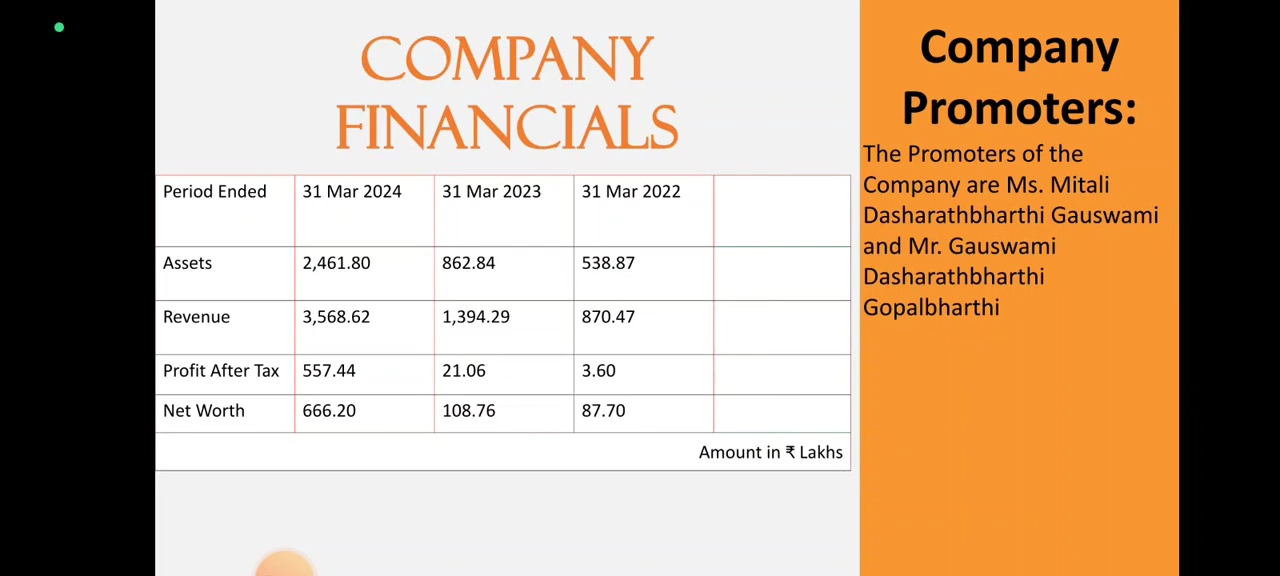 COMPANY
FINANCIALS
Period Ended 31 Mar 2024 31 Mar 2023 31 Mar 2022
Assets 2,461.80 862.84 538.87
Revenue 3,568.62 1,394.29 870.47
Profit After Tax 557.44 21.06 3.60
Net Worth 666.20 108.76 87.70
Amount in ₹ Lakhs
Company
Promoters:
The Promoters of the
Company are Ms. Mitali
Dasharathbharthi Gauswami
and Mr. Gauswami
Dasharathbharthi
Gopalbharthi